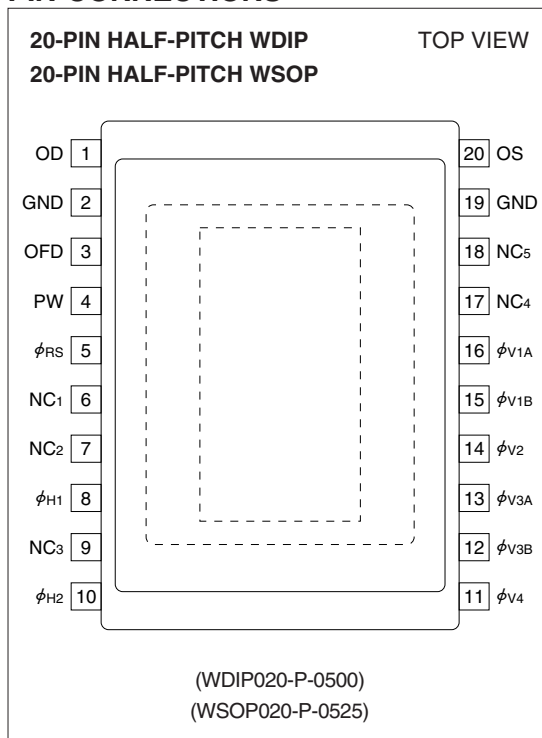 20-PIN HALF-PITCH WDIP TOP VIEW
20-PIN HALF-PITCH WSOP
OD 1 20 OS
GND 2 19 GND
OFD 3 18 NC5
PW 4 17 NC4
ϕRS 5 16 ϕV1A
NC1 6 15 ϕV1B
NC2 7 14 ϕV2
ϕH1 8 13 ϕV3A
NC3 9 12 ϕV3B
ϕH2 10 11 ϕV4
(WDIP020-P-0500)
(WSOP020-P-0525)